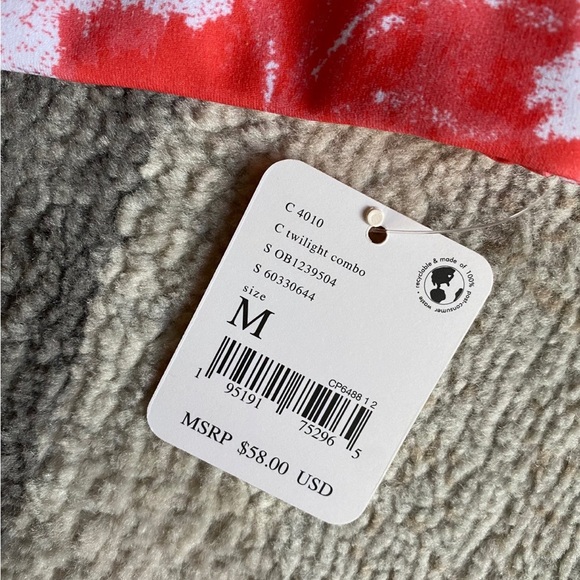 C 4010
C twilight combo
S OB1239504
S 60330644
size
M
CP6488 1 2
1 95191 75296 5
MSRP $58.00 USD
recyclable & made of 100% post-consumer waste